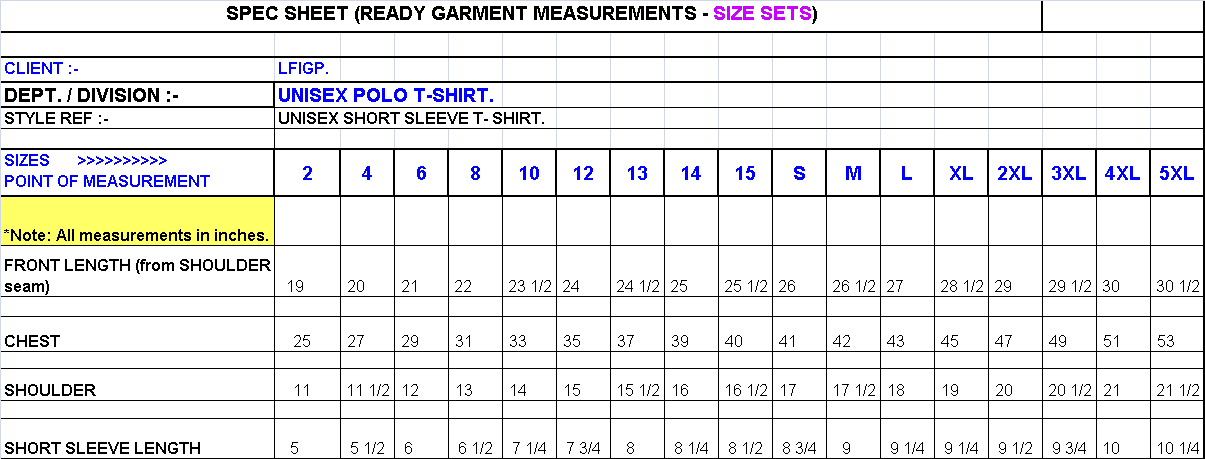 SPEC SHEET (READY GARMENT MEASUREMENTS - SIZE SETS)
CLIENT :- LFIGP.
DEPT. / DIVISION :- UNISEX POLO T-SHIRT.
STYLE REF :- UNISEX SHORT SLEEVE T- SHIRT.
SIZES >>>>>>>>>>
POINT OF MEASUREMENT 2 4 6 8 10 12 13 14 15 S M L XL 2XL 3XL 4XL 5XL
*Note: All measurements in inches.
FRONT LENGTH (from SHOULDER
seam) 19 20 21 22 23 1/2 24 24 1/2 25 25 1/2 26 26 1/2 27 28 1/2 29 29 1/2 30 30 1/2
CHEST 25 27 29 31 33 35 37 39 40 41 42 43 45 47 49 51 53
SHOULDER 11 11 1/2 12 13 14 15 15 1/2 16 16 1/2 17 17 1/2 18 19 20 20 1/2 21 21 1/2
SHORT SLEEVE LENGTH 5 5 1/2 6 6 1/2 7 1/4 7 3/4 8 8 1/4 8 1/2 8 3/4 9 9 1/4 9 1/4 9 1/2 9 3/4 10 10 1/4